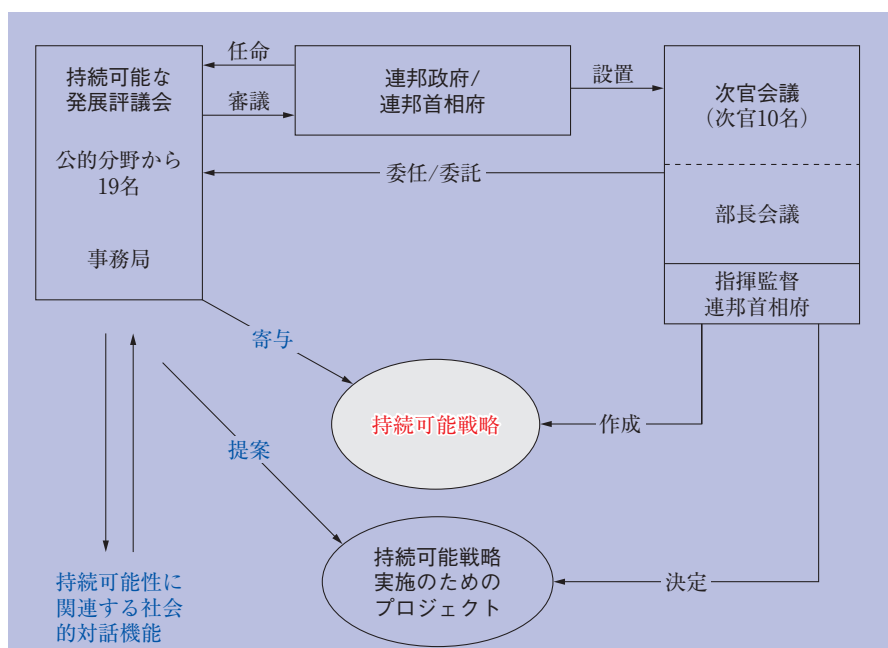 持続可能な
発展評議会
公的分野から
19名
事務局
任命
審議
連邦政府/
連邦首相府
設置
次官会議
（次官10名）
委任/委託
部長会議
指揮監督
連邦首相府
寄与
持続可能戦略
作成
提案
持続可能戦略
実施のための
プロジェクト
決定
持続可能性に
関連する社会
的対話機能